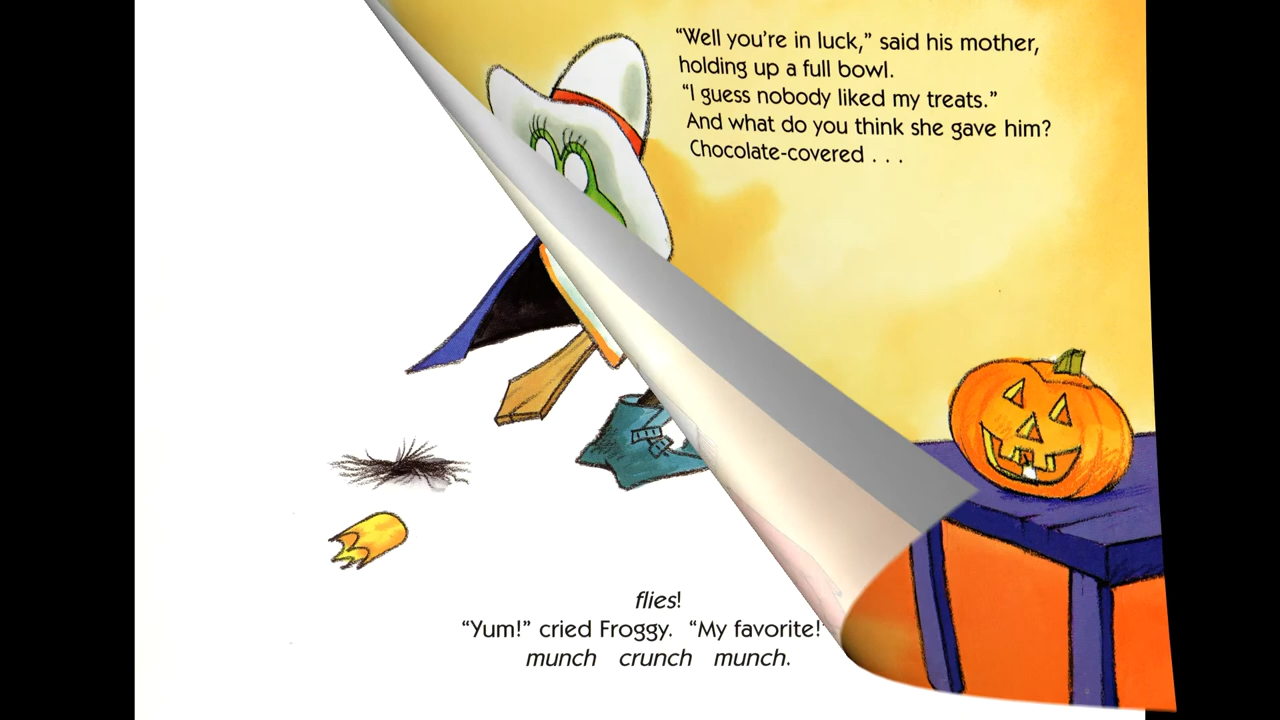 “Well you’re in luck,” said his mother,
holding up a full bowl.
“I guess nobody liked my treats.”
And what do you think she gave him?
Chocolate-covered . . .
flies!
“Yum!” cried Froggy. “My favorite!”
munch crunch munch.